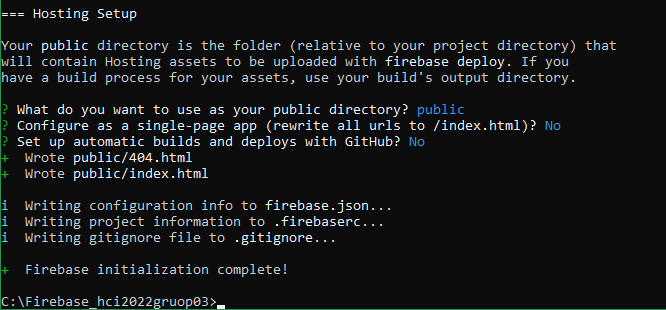 === Hosting Setup
Your public directory is the folder (relative to your project directory) that
will contain Hosting assets to be uploaded with firebase deploy. If you
have a build process for your assets, use your build's output directory.
? What do you want to use as your public directory? public
? Configure as a single-page app (rewrite all urls to /index.html)? No
? Set up automatic builds and deploys with GitHub? No
+  Wrote public/404.html
+  Wrote public/index.html
i  Writing configuration info to firebase.json...
i  Writing project information to .firebaserc...
i  Writing gitignore file to .gitignore...
+  Firebase initialization complete!
C:\Firebase_hci2022gruop03>